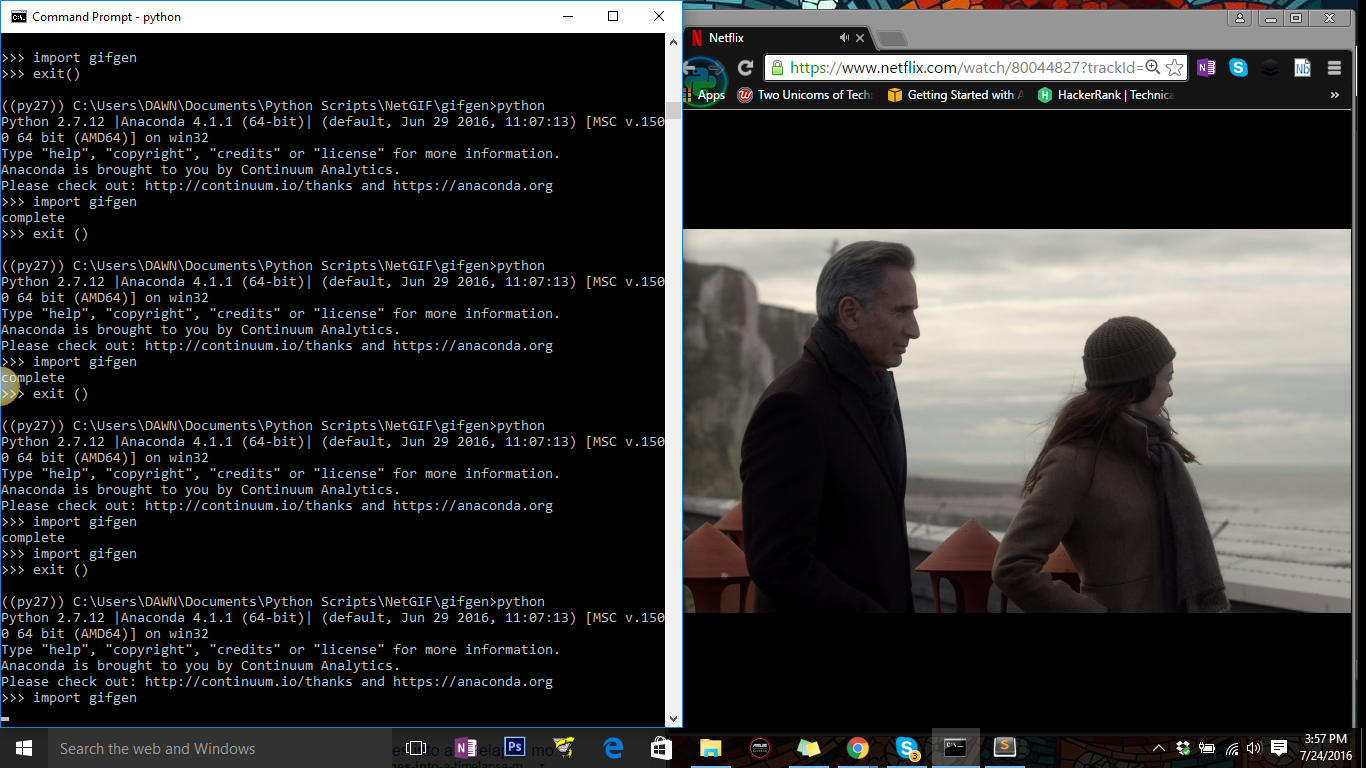 Command Prompt - python
>>> import gifgen
>>> exit()
((py27)) C:\Users\DAWN\Documents\Python Scripts\NetGIF\gifgen>python
Python 2.7.12 |Anaconda 4.1.1 (64-bit)| (default, Jun 29 2016, 11:07:13) [MSC v.150
0 64 bit (AMD64)] on win32
Type "help", "copyright", "credits" or "license" for more information.
Anaconda is brought to you by Continuum Analytics.
Please check out: http://continuum.io/thanks and https://anaconda.org
>>> import gifgen
complete
>>> exit ()
((py27)) C:\Users\DAWN\Documents\Python Scripts\NetGIF\gifgen>python
Python 2.7.12 |Anaconda 4.1.1 (64-bit)| (default, Jun 29 2016, 11:07:13) [MSC v.150
0 64 bit (AMD64)] on win32
Type "help", "copyright", "credits" or "license" for more information.
Anaconda is brought to you by Continuum Analytics.
Please check out: http://continuum.io/thanks and https://anaconda.org
>>> import gifgen
complete
>>> exit ()
((py27)) C:\Users\DAWN\Documents\Python Scripts\NetGIF\gifgen>python
Python 2.7.12 |Anaconda 4.1.1 (64-bit)| (default, Jun 29 2016, 11:07:13) [MSC v.150
0 64 bit (AMD64)] on win32
Type "help", "copyright", "credits" or "license" for more information.
Anaconda is brought to you by Continuum Analytics.
Please check out: http://continuum.io/thanks and https://anaconda.org
>>> import gifgen
complete
>>> import gifgen
>>> exit ()
((py27)) C:\Users\DAWN\Documents\Python Scripts\NetGIF\gifgen>python
Python 2.7.12 |Anaconda 4.1.1 (64-bit)| (default, Jun 29 2016, 11:07:13) [MSC v.150
0 64 bit (AMD64)] on win32
Type "help", "copyright", "credits" or "license" for more information.
Anaconda is brought to you by Continuum Analytics.
Please check out: http://continuum.io/thanks and https://anaconda.org
>>> import gifgen
Netflix
https://www.netflix.com/watch/80044827?trackId=
Apps Two Unicorns of Tech: Getting Started with A HackerRank | Technica »
Search the web and Windows
3:57 PM
7/24/2016